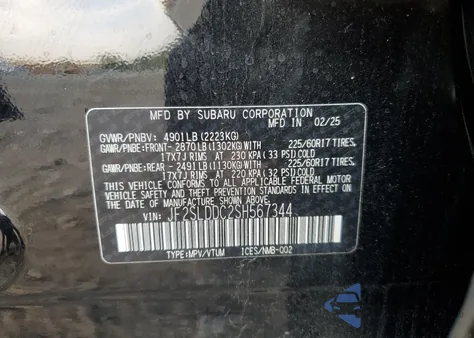 MFD BY SUBARU CORPORATION 02/25
GVWR/PNBV: 4901LB(2223KG)
GAWR/PNBE:FRONT- 2870LB(1302KG)WITH 225/60R17 TIRES,
17X7J RIMS AT 230 KPA(33 PSI)COLD
GAWR/PNBE:REAR - 2491LB(1130KG)WITH 225/60R17 TIRES,
17X7J RIMS AT 220 KPA(32 PSI)COLD
THIS VEHICLE CONFORMS TO ALL APPLICABLE U.S. FEDERAL MOTOR
VEHICLE SAFETY AND THEFT PREVENTION STANDARDS IN EFFECT
ON THE DATE OF MANUFACTURE SHOWN ABOVE.
VIN: JF2SLDDC2SH567344
TYPE:MPV/VTUM ICES/NMB-002